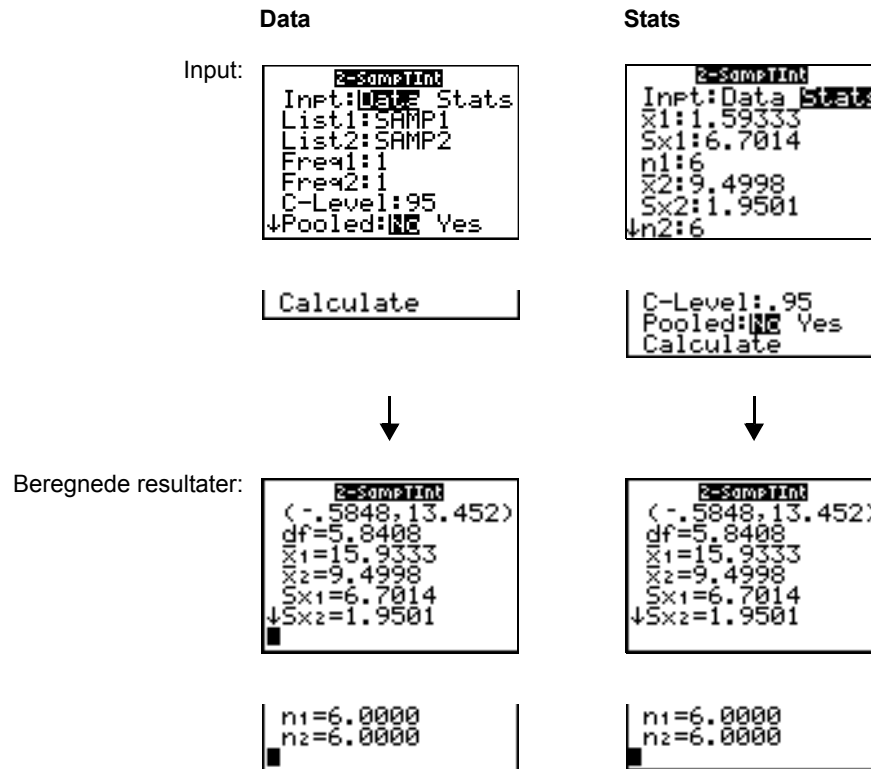 Data
Stats
Input:
2-SampTInt
Inpt:Data Stats
List1:SAMP1
List2:SAMP2
Freq1:1
Freq2:1
C-Level:95
↓Pooled:No Yes
Calculate
2-SampTInt
Inpt:Data Stats
x̄1:1.59333
Sx1:6.7014
n1:6
x̄2:9.4998
Sx2:1.9501
↓n2:6
C-Level:.95
Pooled:No Yes
Calculate
Beregnede resultater:
2-SampTInt
(-.5848,13.452)
df=5.8408
x̄1=15.9333
x̄2=9.4998
Sx1=6.7014
↓Sx2=1.9501
n1=6.0000
n2=6.0000
2-SampTInt
(-.5848,13.452)
df=5.8408
x̄1=15.9333
x̄2=9.4998
Sx1=6.7014
↓Sx2=1.9501
n1=6.0000
n2=6.0000